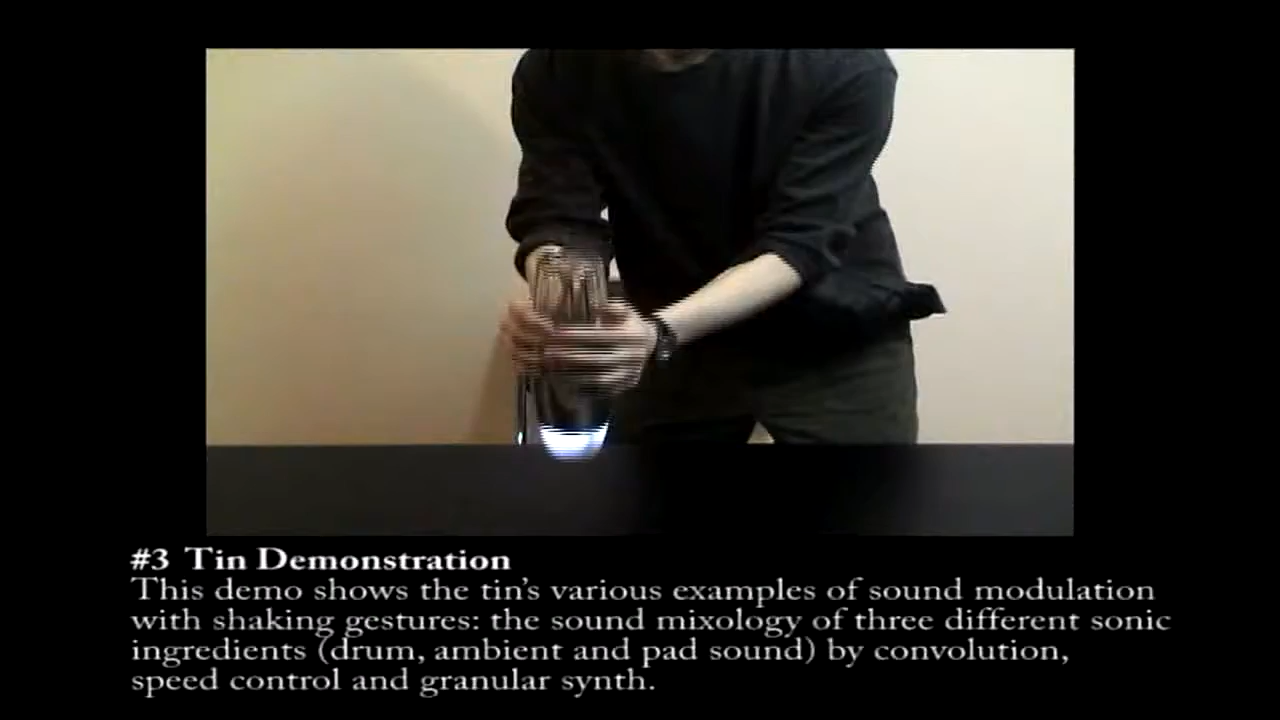 #3 Tin Demonstration
This demo shows the tin's various examples of sound modulation
with shaking gestures: the sound mixology of three different sonic
ingredients (drum, ambient and pad sound) by convolution,
speed control and granular synth.